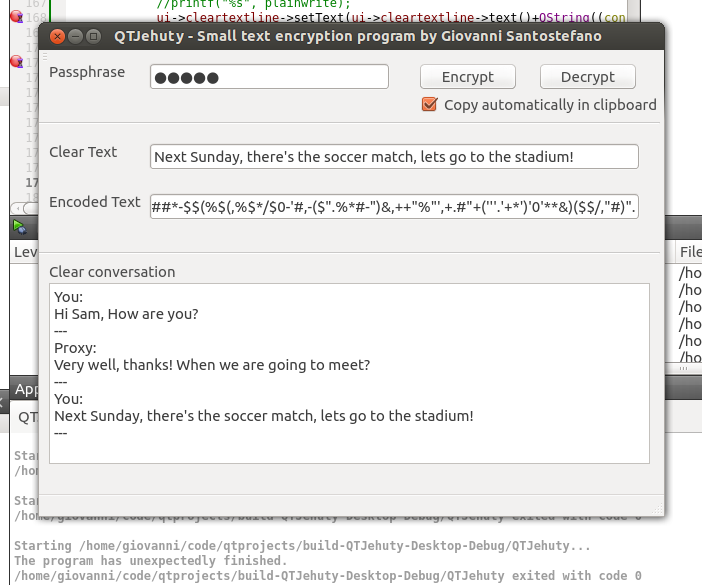 167
//printf("%s", plainwrite);
168
ui->cleartextline->setText(ui->cleartextline->text()+QString((con
QTJehuty - Small text encryption program by Giovanni Santostefano
Passphrase
Encrypt
Decrypt
Copy automatically in clipboard
Clear Text
Next Sunday, there's the soccer match, lets go to the stadium!
Encoded Text
##*-$$(%$(,%$*/$0-'#,-($".%*#-")&,++"%"',+.#"+("'.'+*')'0'**&)($$/,"#)".
Clear conversation
You:
Hi Sam, How are you?
---
Proxy:
Very well, thanks! When we are going to meet?
---
You:
Next Sunday, there's the soccer match, lets go to the stadium!
---
Lev
File
/ho
/ho
/ho
/ho
/ho
/ho
App
QT
Star
/hom
Star
/home/giovanni/code/qtprojects/build-QTJehuty-Desktop-Debug/QTJehuty exited with code 0
Starting /home/giovanni/code/qtprojects/build-QTJehuty-Desktop-Debug/QTJehuty...
The program has unexpectedly finished.
/home/giovanni/code/qtprojects/build-QTJehuty-Desktop-Debug/QTJehuty exited with code 0